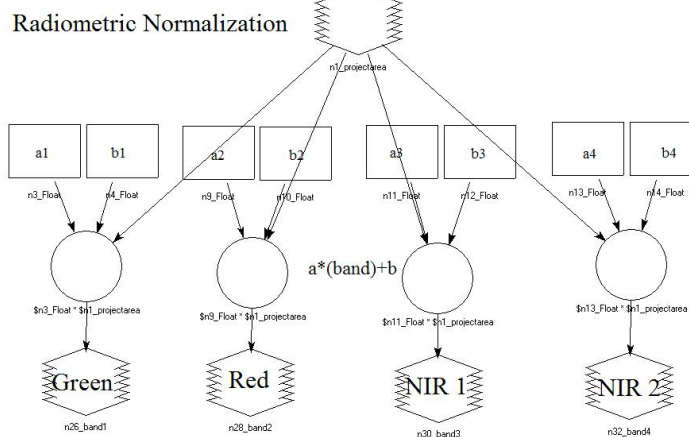 Radiometric Normalization
n1_projectarea
a1 b1 a2 b2 a3 b3 a4 b4
n3_Float n4_Float n9_Float n10_Float n11_Float n12_Float n13_Float n14_Float
a*(band)+b
$n3_Float * $n1_projectarea $n9_Float * $n1_projectarea $n11_Float * $n1_projectarea $n13_Float * $n1_projectarea
Green Red NIR 1 NIR 2
n26_band1 n28_band2 n30_band3 n32_band4